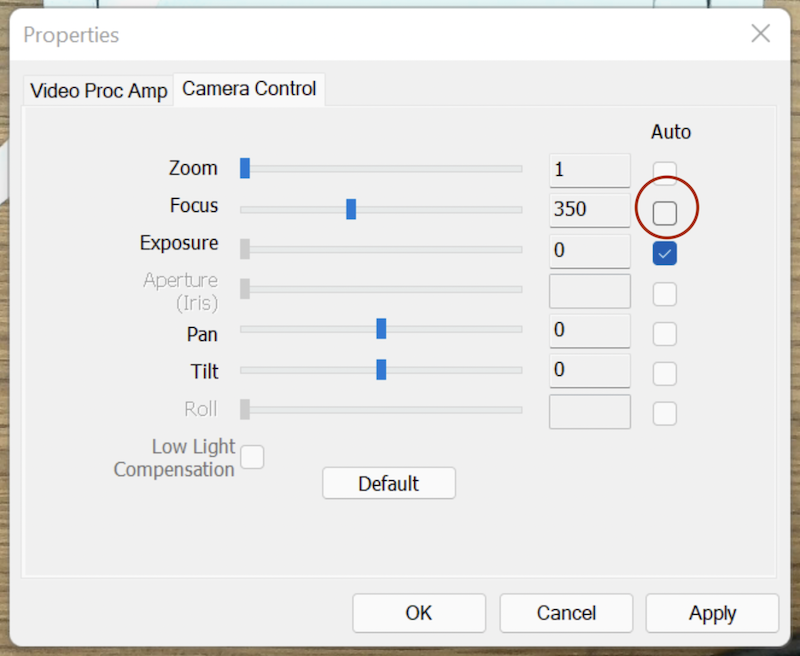 Properties
Video Proc Amp
Camera Control
Auto
Zoom
1
Focus
350
Exposure
0
Aperture
(Iris)
Pan
0
Tilt
0
Roll
Low Light
Compensation
Default
OK
Cancel
Apply